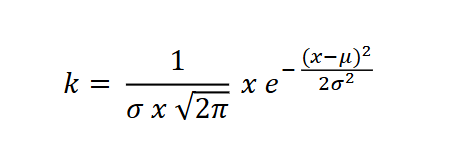 k = 1 / (σ x √2π) x e^(−(x−μ)² / 2σ²)